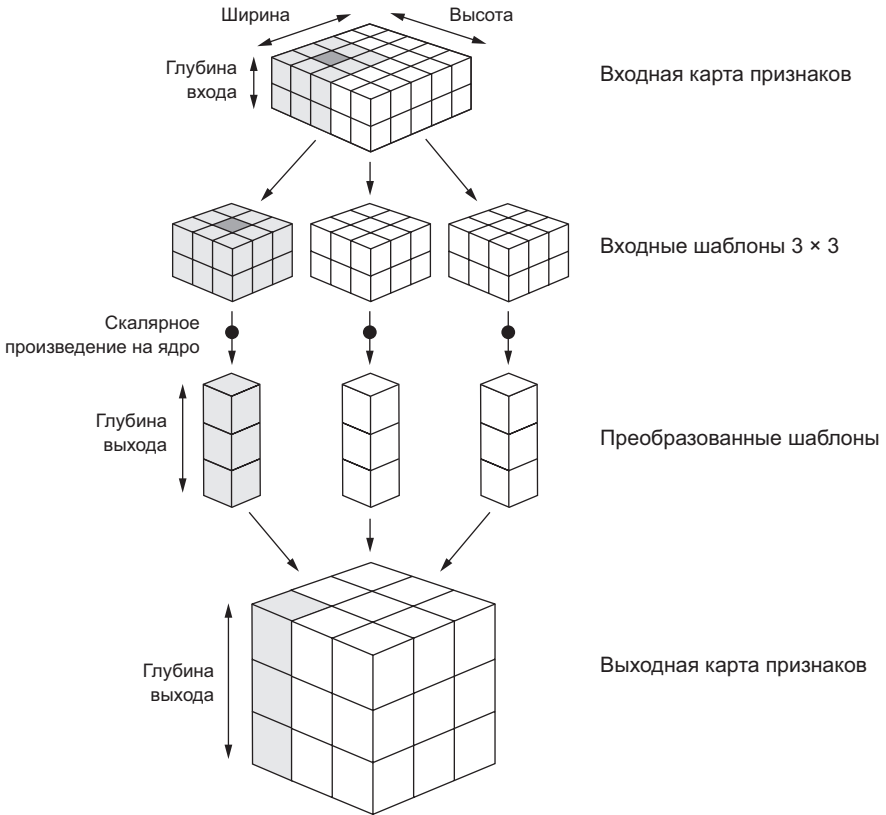 Ширина
Высота
Глубина
входа
Входная карта признаков
Входные шаблоны 3 × 3
Скалярное
произведение на ядро
Глубина
выхода
Преобразованные шаблоны
Глубина
выхода
Выходная карта признаков